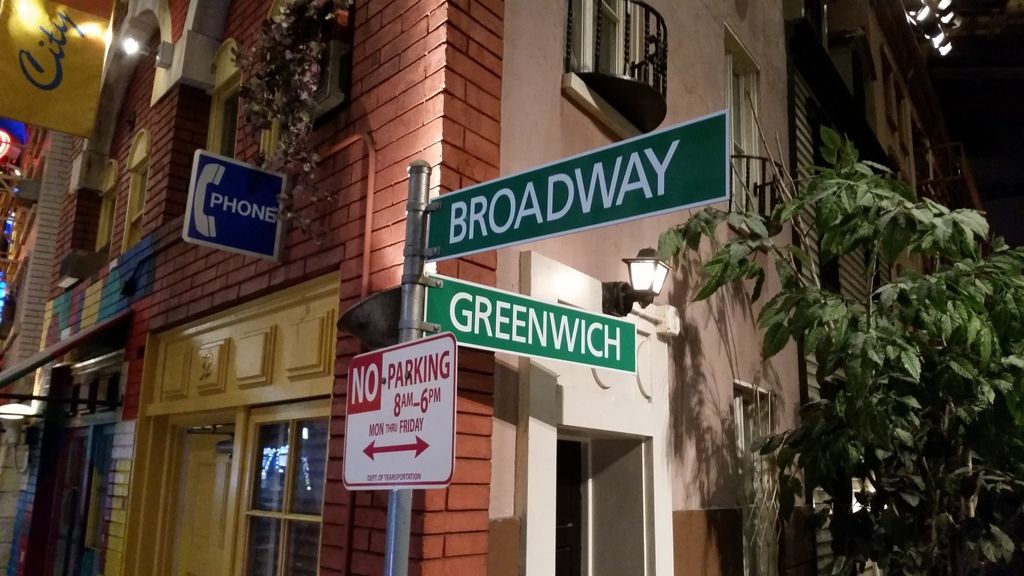 City
PHONE
BROADWAY
GREENWICH
NO PARKING
8AM-6PM
MON THRU FRIDAY
DEPT OF TRANSPORTATION